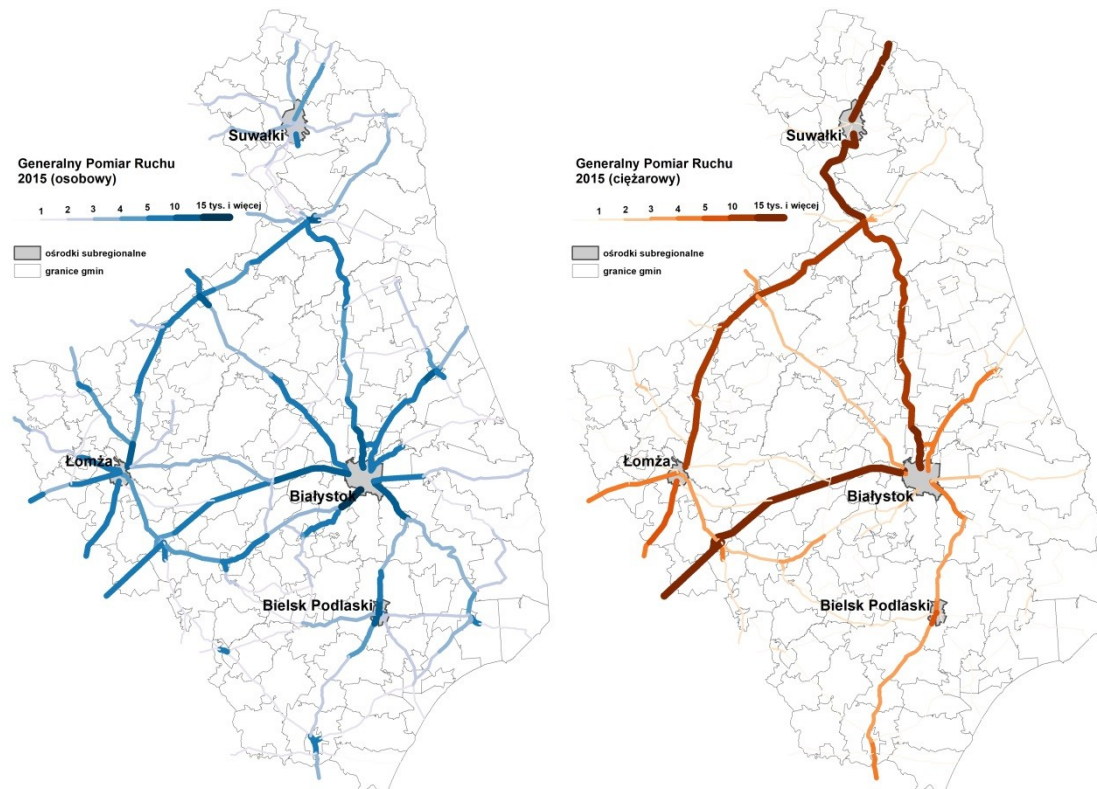 Suwałki
Generalny Pomiar Ruchu
2015 (osobowy)
1 2 3 4 5 10 15 tys. i więcej
ośrodki subregionalne
granice gmin
Łomża
Białystok
Bielsk Podlaski
Suwałki
Generalny Pomiar Ruchu
2015 (ciężarowy)
1 2 3 4 5 10 15 tys. i więcej
ośrodki subregionalne
granice gmin
Łomża
Białystok
Bielsk Podlaski